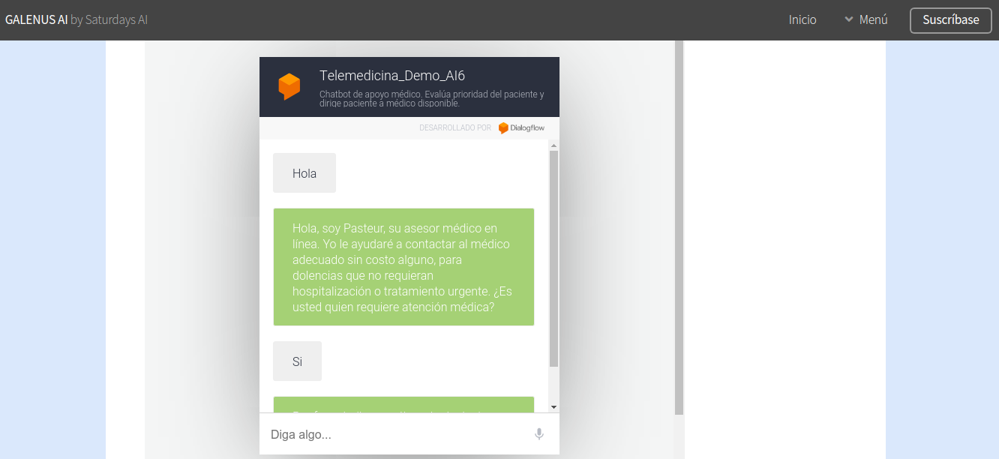 GALENUS AI by Saturdays AI
Inicio
Menú
Suscríbase
Telemedicina_Demo_AI6
Chatbot de apoyo médico. Evalúa prioridad del paciente y
dirige paciente a médico disponible.
DESARROLLADO POR Dialogflow
Hola
Hola, soy Pasteur, su asesor médico en
línea. Yo le ayudaré a contactar al médico
adecuado sin costo alguno, para
dolencias que no requieran
hospitalización o tratamiento urgente. ¿Es
usted quien requiere atención médica?
Si
Diga algo...